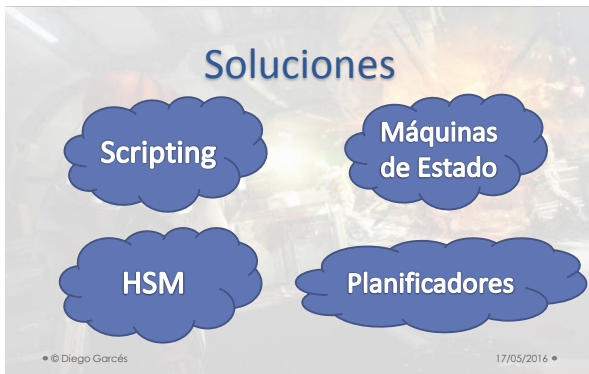 Soluciones
Scripting
Máquinas
de Estado
HSM
Planificadores
© Diego Garcés
17/05/2016